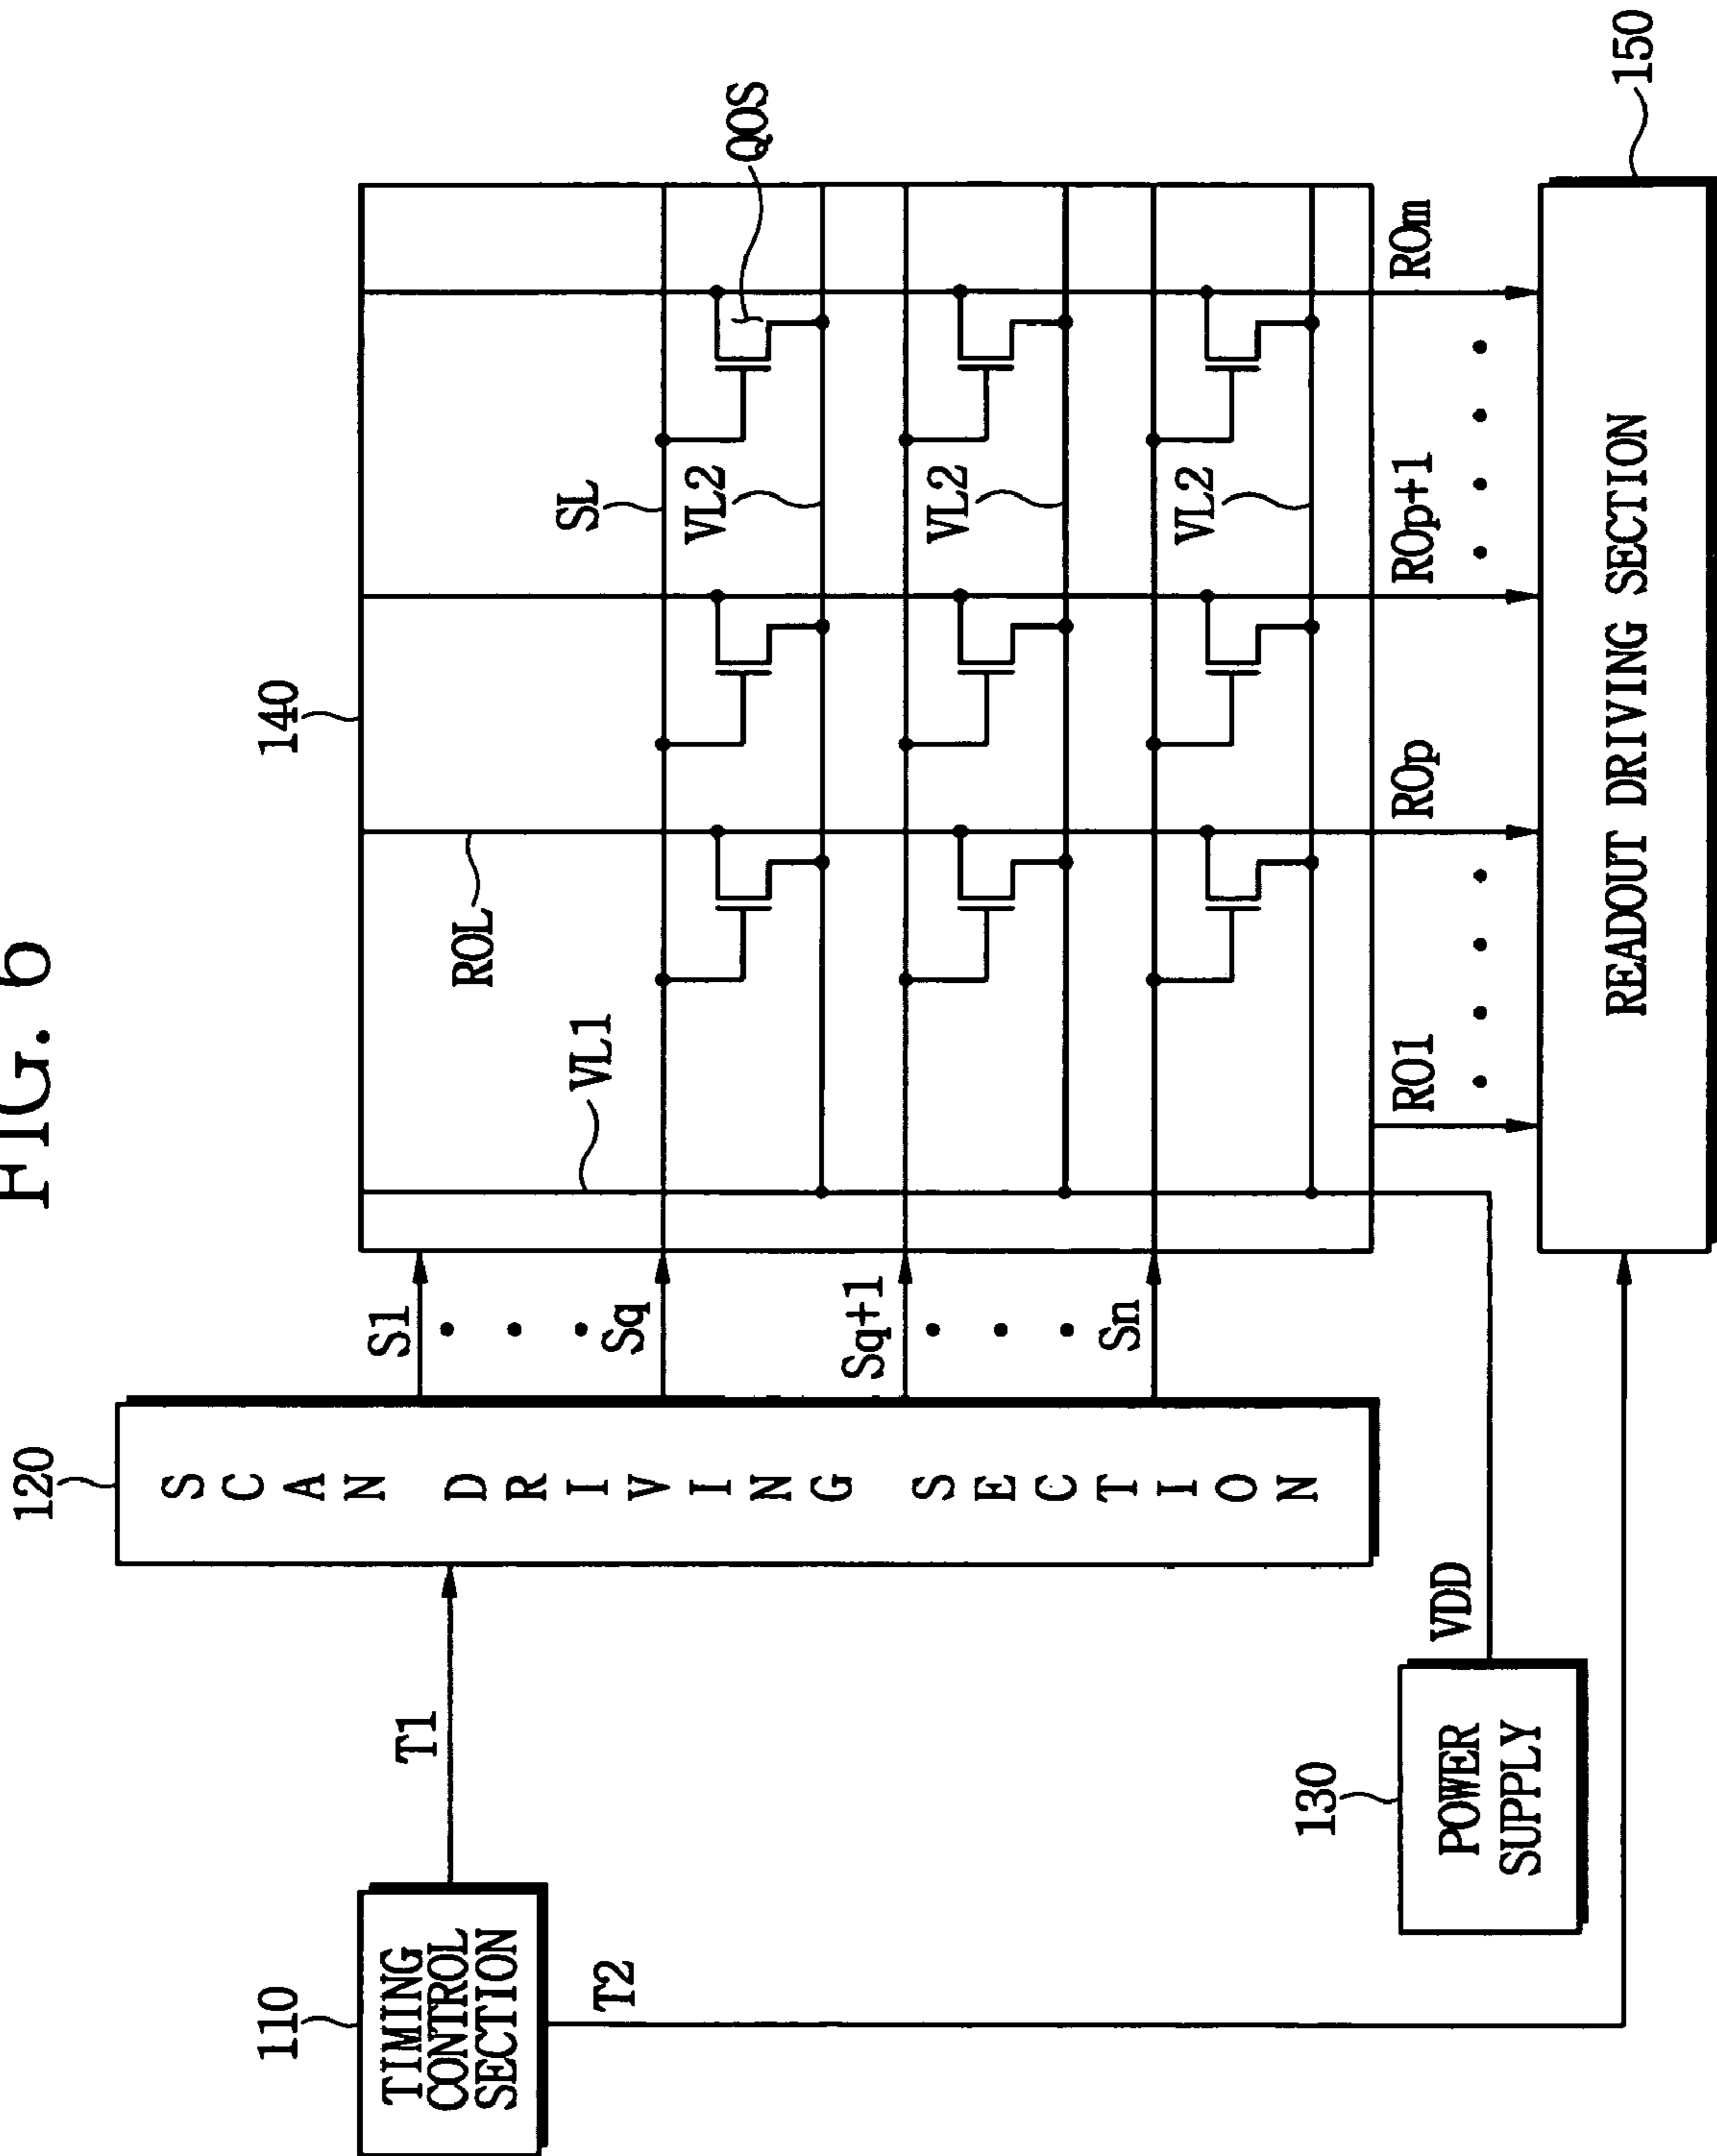 FIG. 6
110
TIMING
CONTROL
SECTION
T1
T2
120
SCAN DRIVING SECTION
130
POWER
SUPPLY
VDD
S1
Sq
Sq+1
Sn
140
VL1
ROL
SL
QOS
VL2
VL2
VL2
RO1
ROp
ROp+1
ROm
READOUT DRIVING SECTION
150